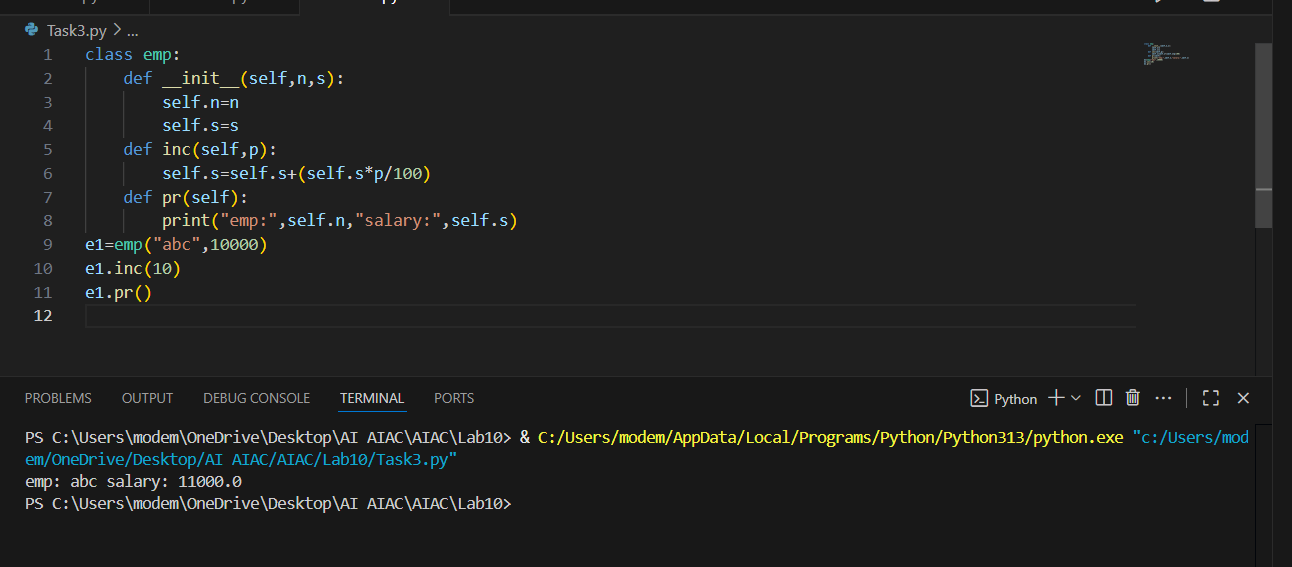 Task3.py > ...
1 class emp:
2     def __init__(self,n,s):
3         self.n=n
4         self.s=s
5     def inc(self,p):
6         self.s=self.s+(self.s*p/100)
7     def pr(self):
8         print("emp:",self.n,"salary:",self.s)
9 e1=emp("abc",10000)
10 e1.inc(10)
11 e1.pr()
12
PROBLEMS OUTPUT DEBUG CONSOLE TERMINAL PORTS Python
PS C:\Users\modem\OneDrive\Desktop\AI AIAC\AIAC\Lab10> & C:/Users/modem/AppData/Local/Programs/Python/Python313/python.exe "c:/Users/mod
em/OneDrive/Desktop/AI AIAC/AIAC/Lab10/Task3.py"
emp: abc salary: 11000.0
PS C:\Users\modem\OneDrive\Desktop\AI AIAC\AIAC\Lab10>